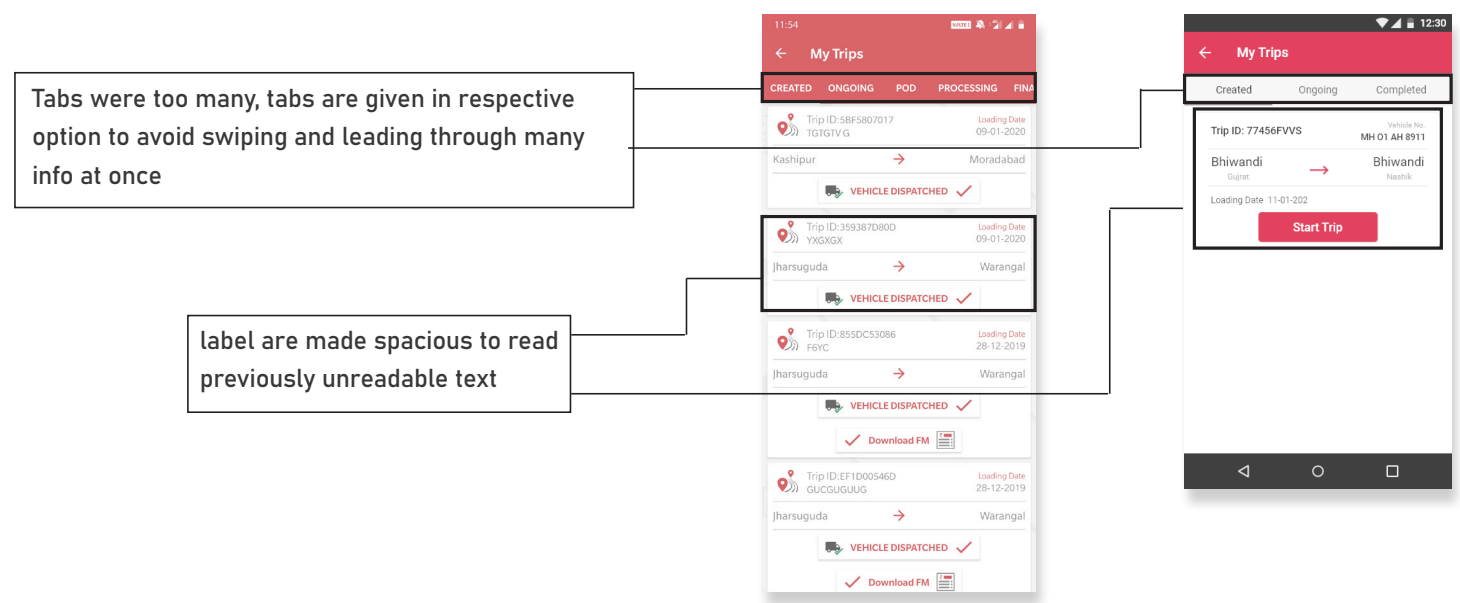 Tabs were too many, tabs are given in respective
option to avoid swiping and leading through many
info at once
label are made spacious to read
previously unreadable text
11:54
My Trips
CREATED ONGOING POD PROCESSING FINA
Trip ID:5BF5807017 Loading Date
TGTGTV G 09-01-2020
Kashipur Moradabad
VEHICLE DISPATCHED
Trip ID:359387D80D Loading Date
YXGXGX 09-01-2020
Jharsuguda Warangal
VEHICLE DISPATCHED
Trip ID:855DC53086 Loading Date
F6YC 28-12-2019
Jharsuguda Warangal
VEHICLE DISPATCHED
Download FM
Trip ID:EF1D00546D Loading Date
GUCGUGUUG 28-12-2019
Jharsuguda Warangal
VEHICLE DISPATCHED
Download FM
12:30
My Trips
Created Ongoing Completed
Trip ID: 77456FVVS Vehicle No.
MH O1 AH 8911
Bhiwandi Bhiwandi
Gujrat Nashik
Loading Date 11-01-202
Start Trip